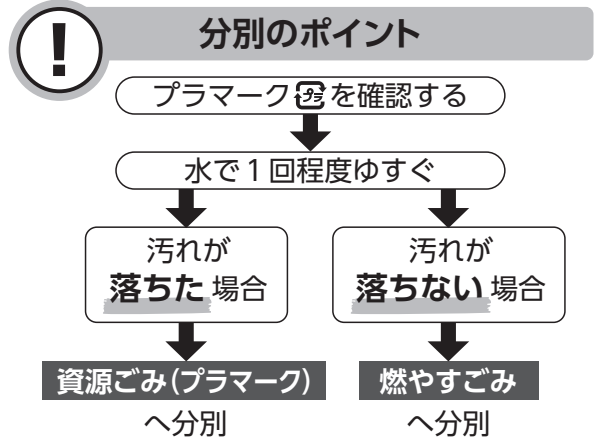 !
分別のポイント
プラマークプラを確認する
水で1回程度ゆすぐ
汚れが
落ちた場合
汚れが
落ちない場合
資源ごみ(プラマーク)
へ分別
燃やすごみ
へ分別